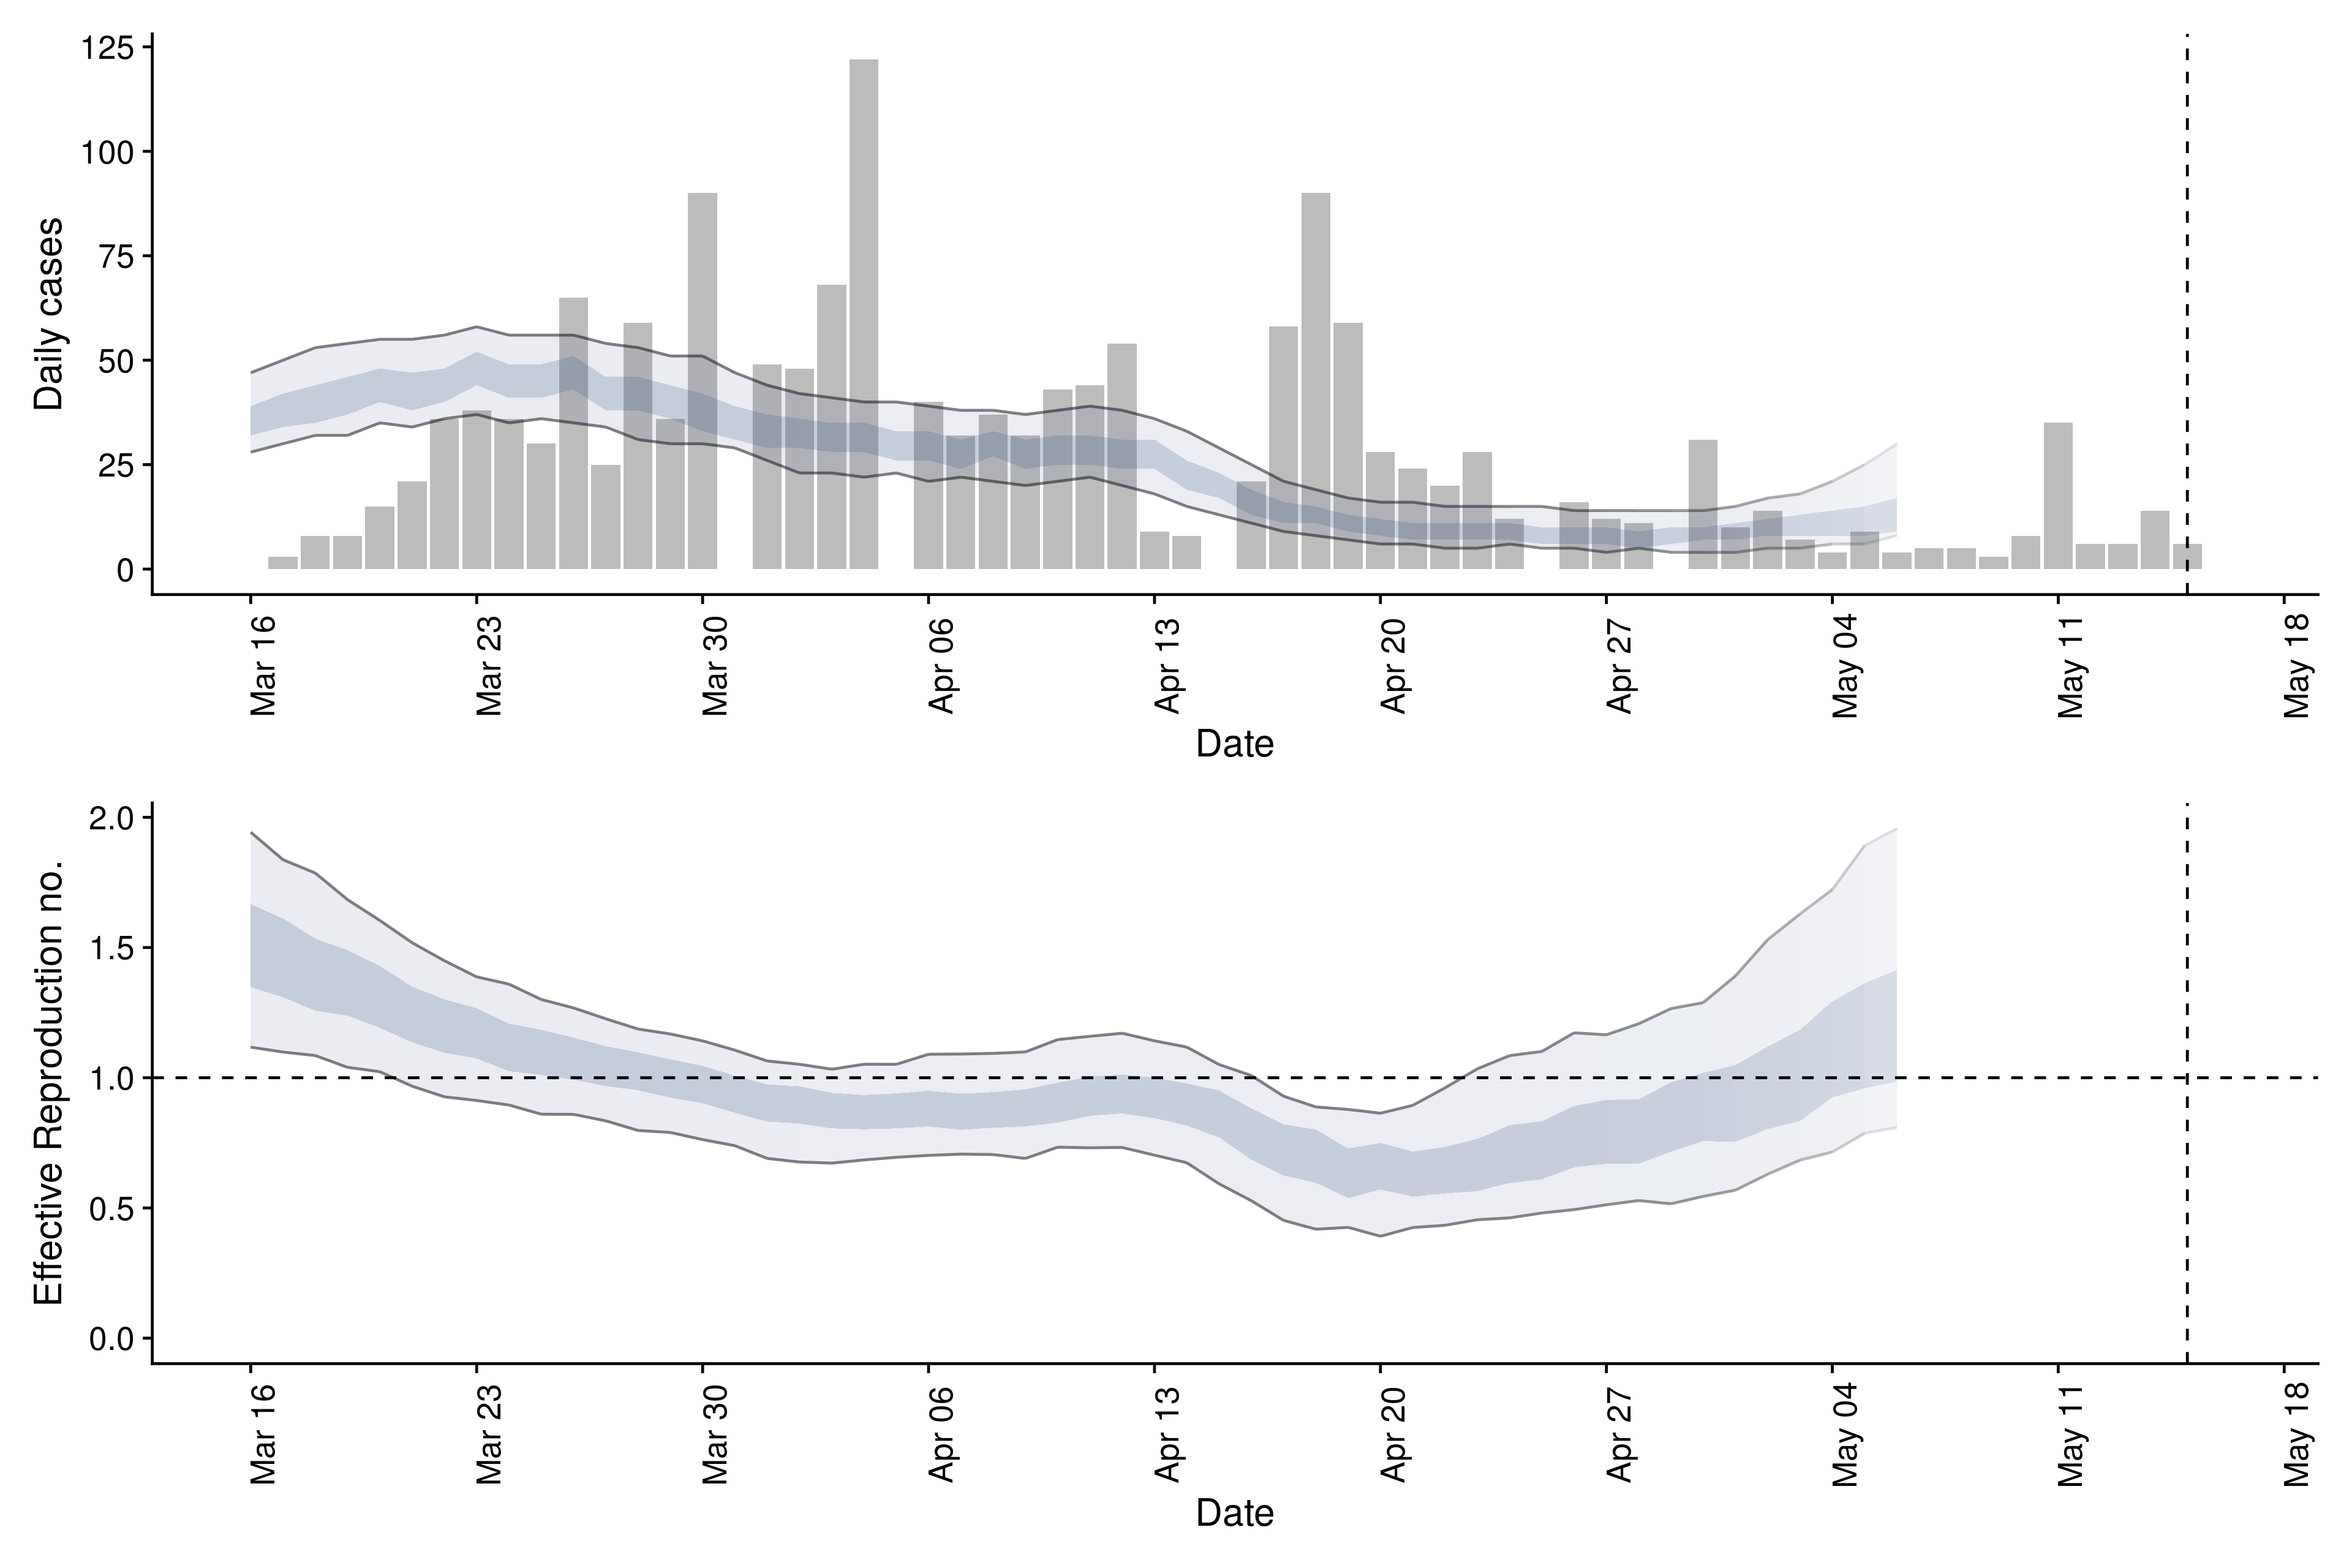 Daily cases
125
100
75
50
25
0
Mar 16
Mar 23
Mar 30
Apr 06
Apr 13
Apr 20
Apr 27
May 04
May 11
May 18
Date
Effective Reproduction no.
2.0
1.5
1.0
0.5
0.0
Mar 16
Mar 23
Mar 30
Apr 06
Apr 13
Apr 20
Apr 27
May 04
May 11
May 18
Date